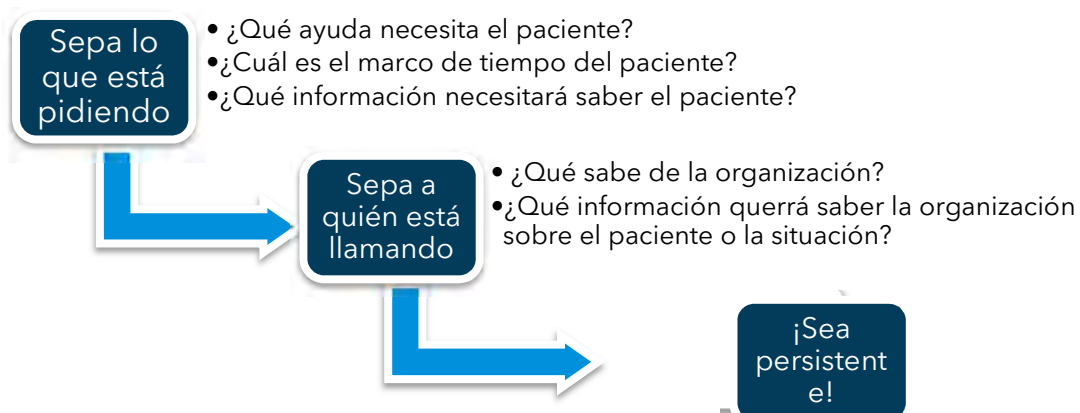 Sepa lo
que está
pidiendo
• ¿Qué ayuda necesita el paciente?
•¿Cuál es el marco de tiempo del paciente?
•¿Qué información necesitará saber el paciente?
Sepa a
quién está
llamando
• ¿Qué sabe de la organización?
•¿Qué información querrá saber la organización
sobre el paciente o la situación?
¡Sea
persistent
e!